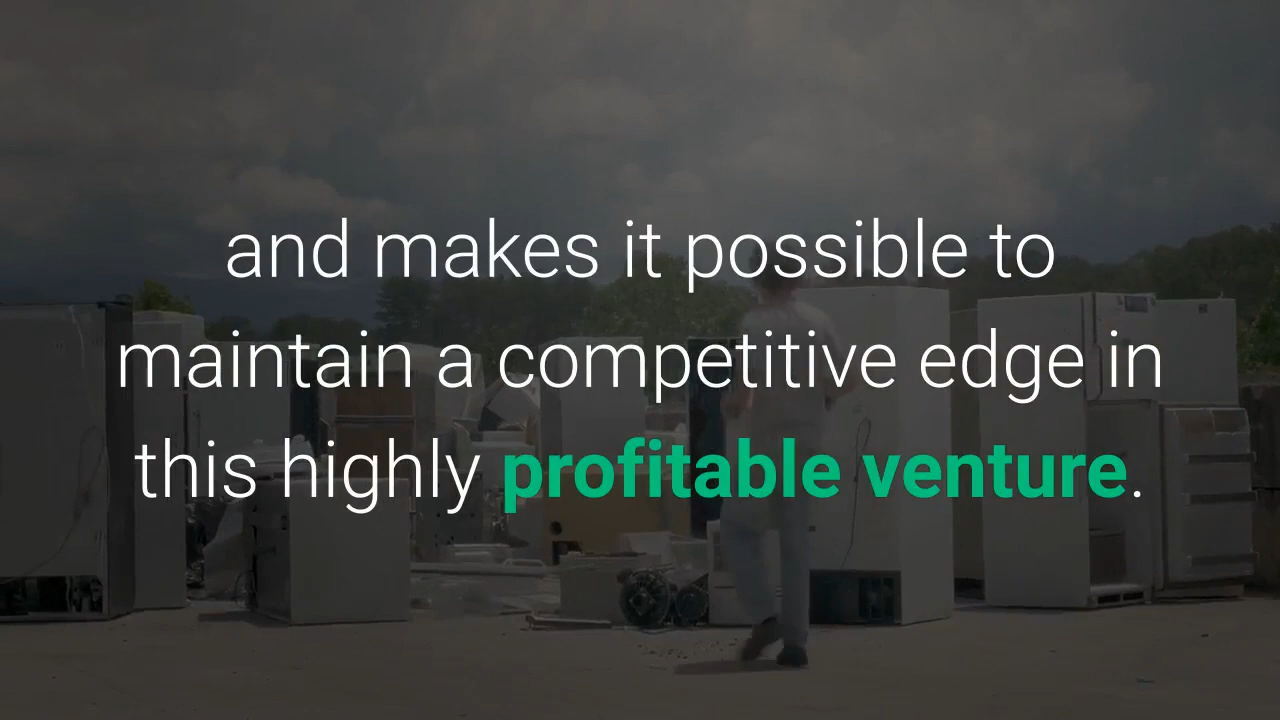 and makes it possible to
maintain a competitive edge in
this highly profitable venture.